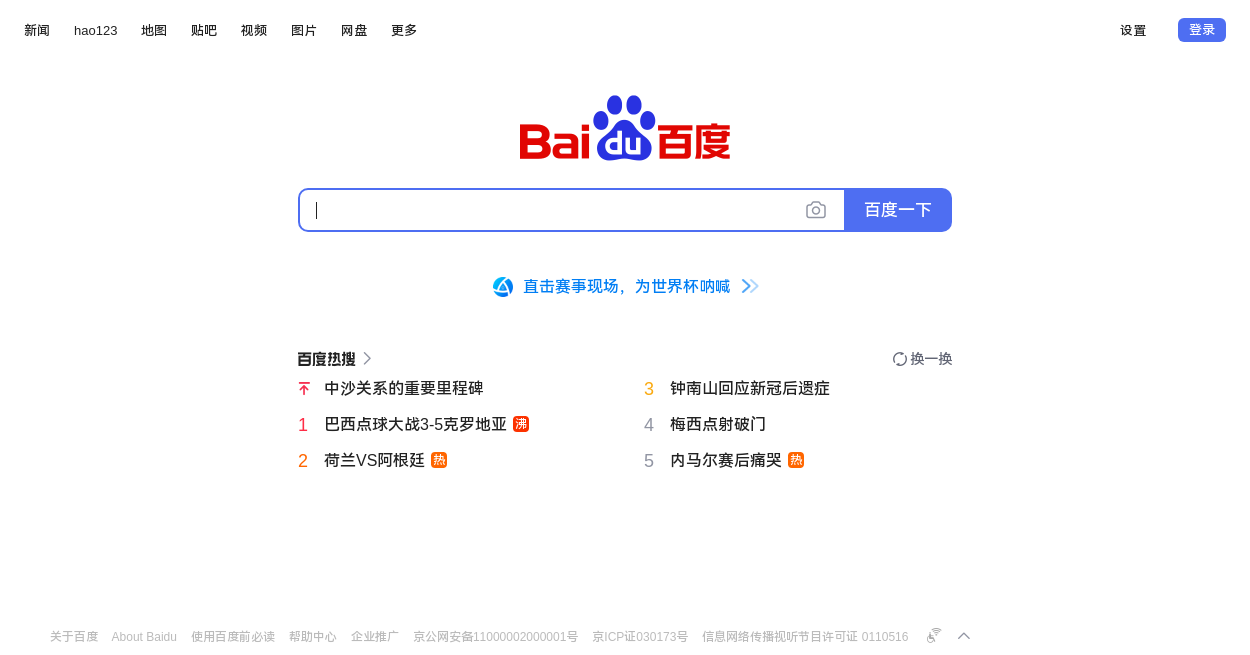 新闻 hao123 地图 贴吧 视频 图片 网盘 更多 设置 登录
Bai du 百度
百度一下
直击赛事现场，为世界杯呐喊
百度热搜 换一换
中沙关系的重要里程碑
3 钟南山回应新冠后遗症
1 巴西点球大战3-5克罗地亚 沸
4 梅西点射破门
2 荷兰VS阿根廷 热
5 内马尔赛后痛哭 热
关于百度 About Baidu 使用百度前必读 帮助中心 企业推广 京公网安备11000002000001号 京ICP证030173号 信息网络传播视听节目许可证 0110516